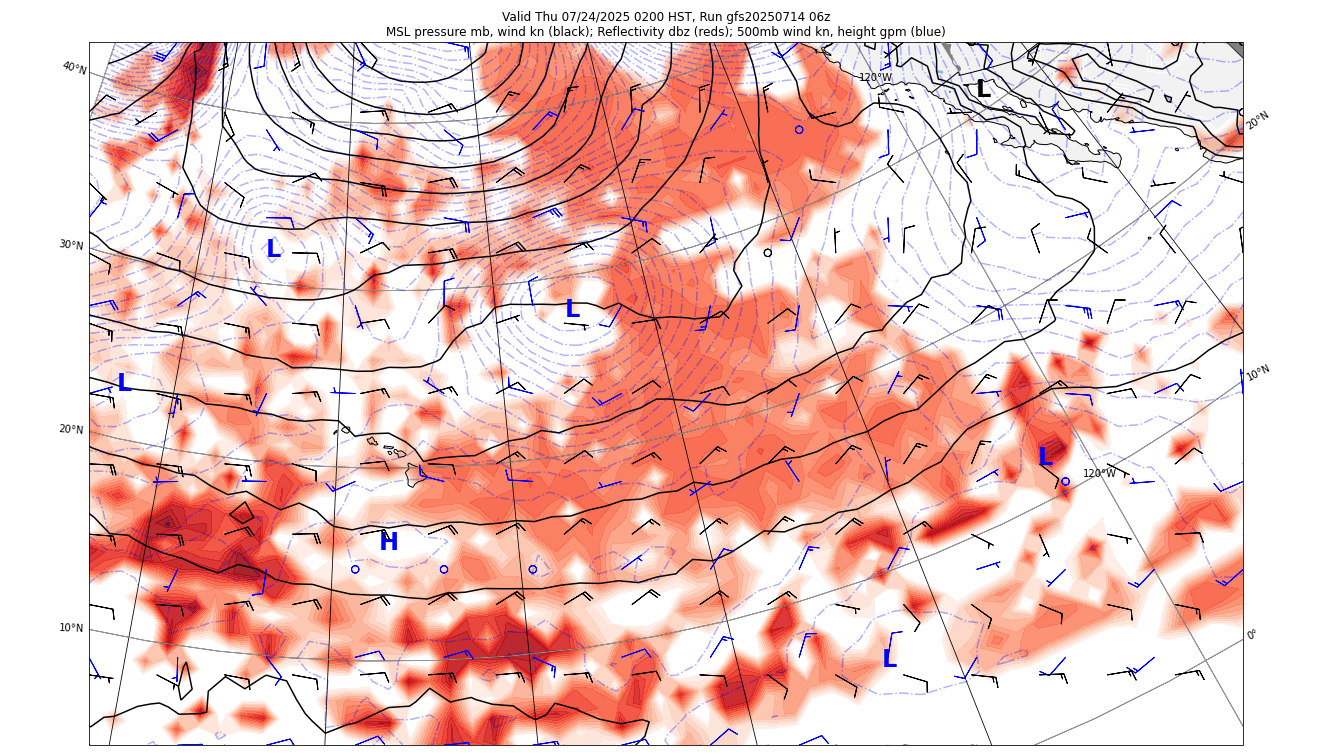 Valid Thu 07/24/2025 0200 HST, Run gfs20250714 06z
MSL pressure mb, wind kn (black); Reflectivity dbz (reds); 500mb wind kn, height gpm (blue)
40°N
120°W
L
20°N
30°N
L
L
10°N
L
20°N
L
120°W
H
10°N
0°
L